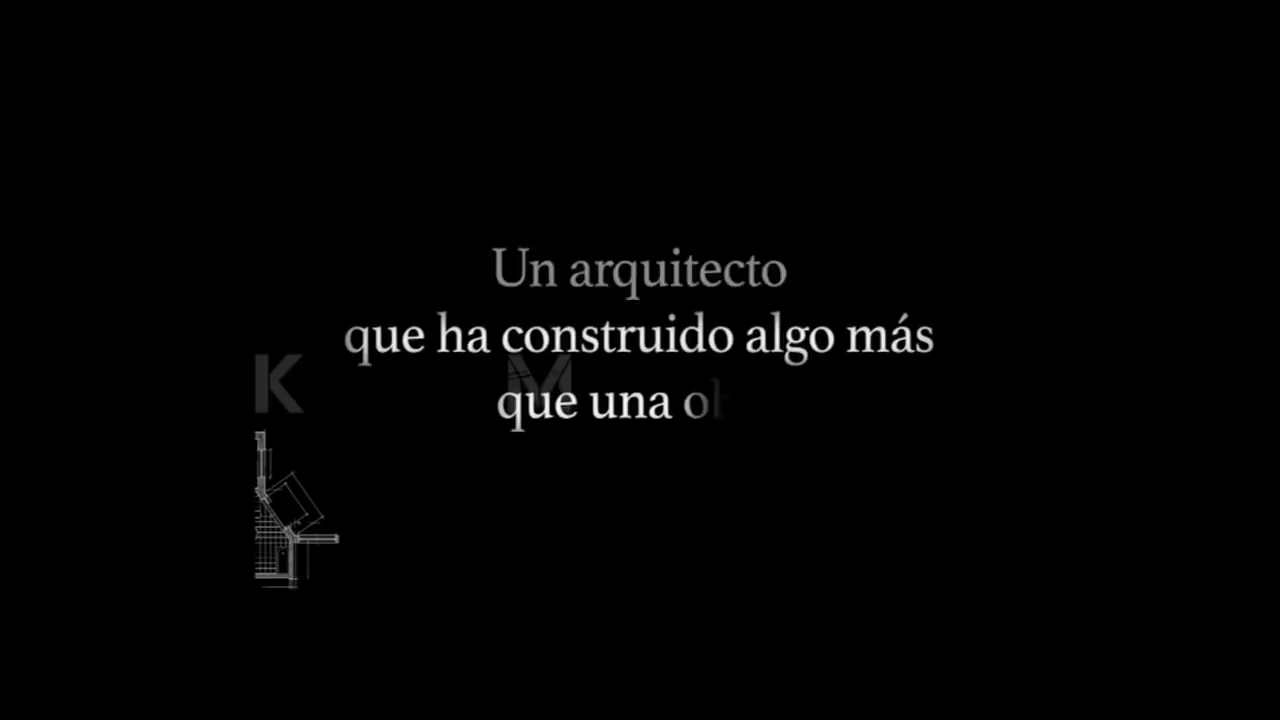 Un arquitecto
que ha construido algo más
que una
K
M